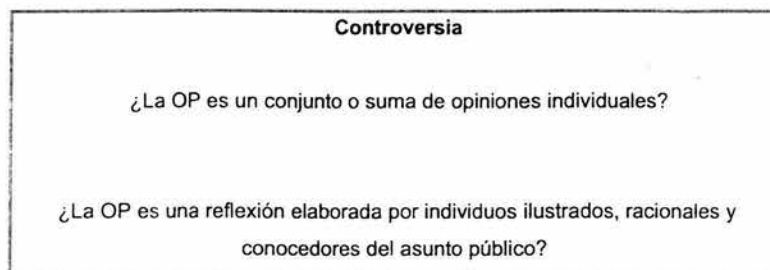 Controversia
¿La OP es un conjunto o suma de opiniones individuales?
¿La OP es una reflexión elaborada por individuos ilustrados, racionales y
conocedores del asunto público?